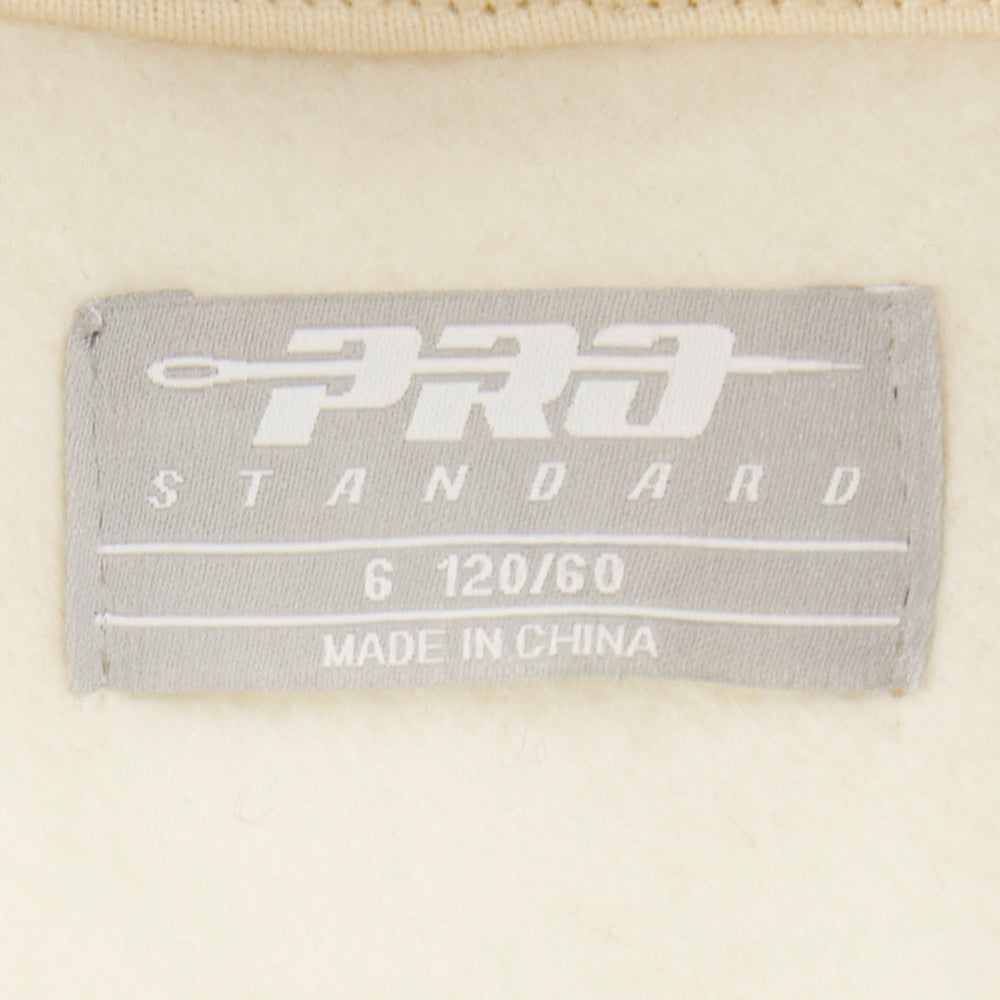 PRO
STANDARD
6 120/60
MADE IN CHINA